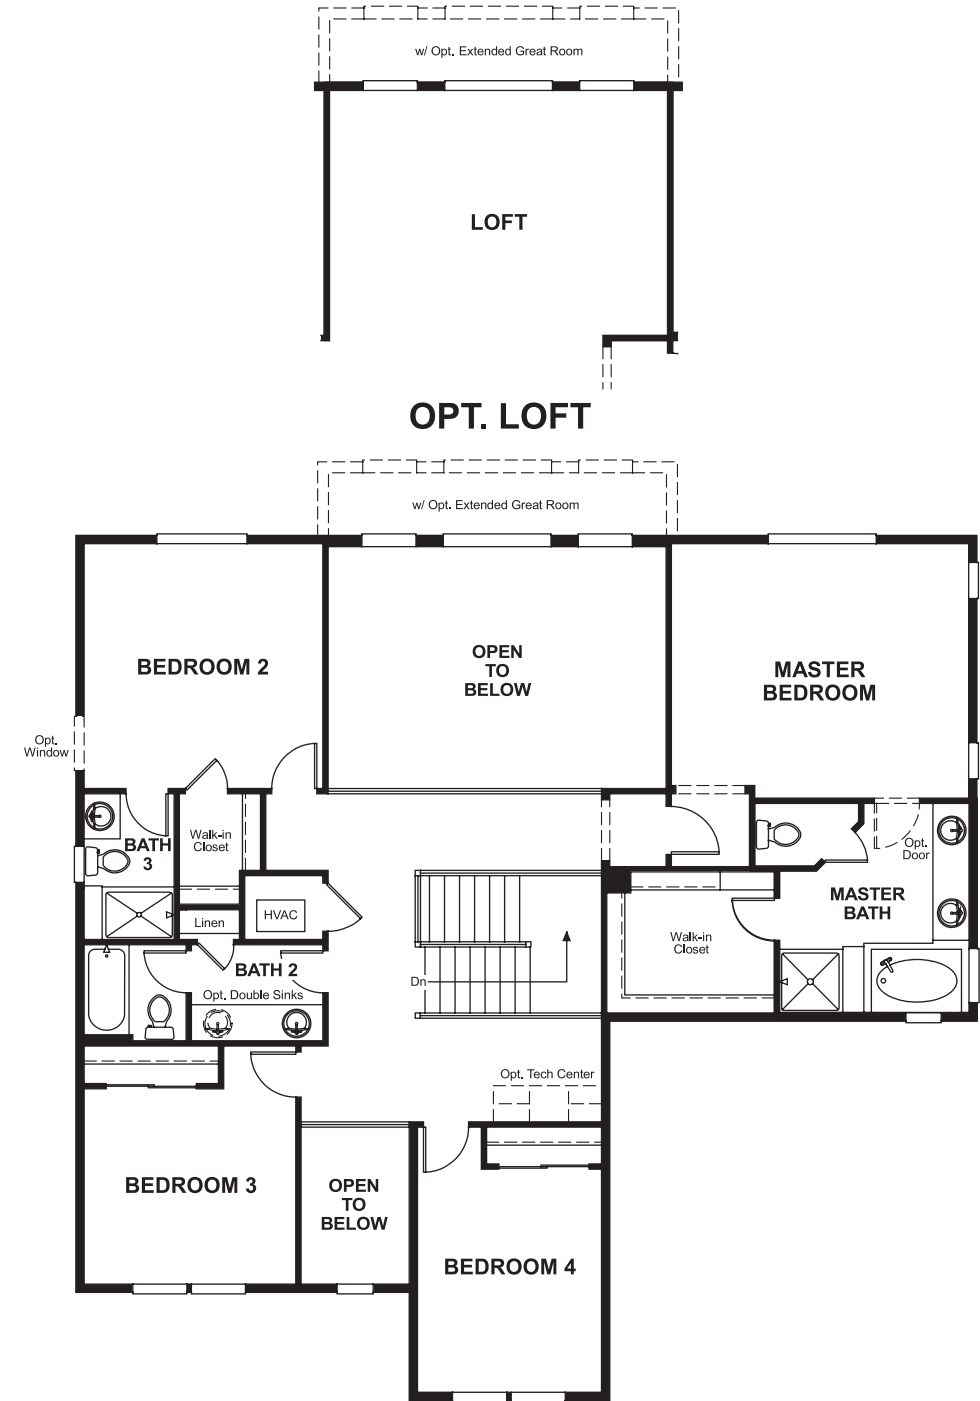 w/ Opt. Extended Great Room
LOFT
OPT. LOFT
w/ Opt. Extended Great Room
BEDROOM 2
OPEN
TO
BELOW
MASTER
BEDROOM
Opt.
Window
Walk-in
Closet
BATH
3
Opt.
Door
MASTER
BATH
HVAC
Linen
Walk-in
Closet
BATH 2
Opt. Double Sinks
Dn
Opt. Tech Center
BEDROOM 3
OPEN
TO
BELOW
BEDROOM 4